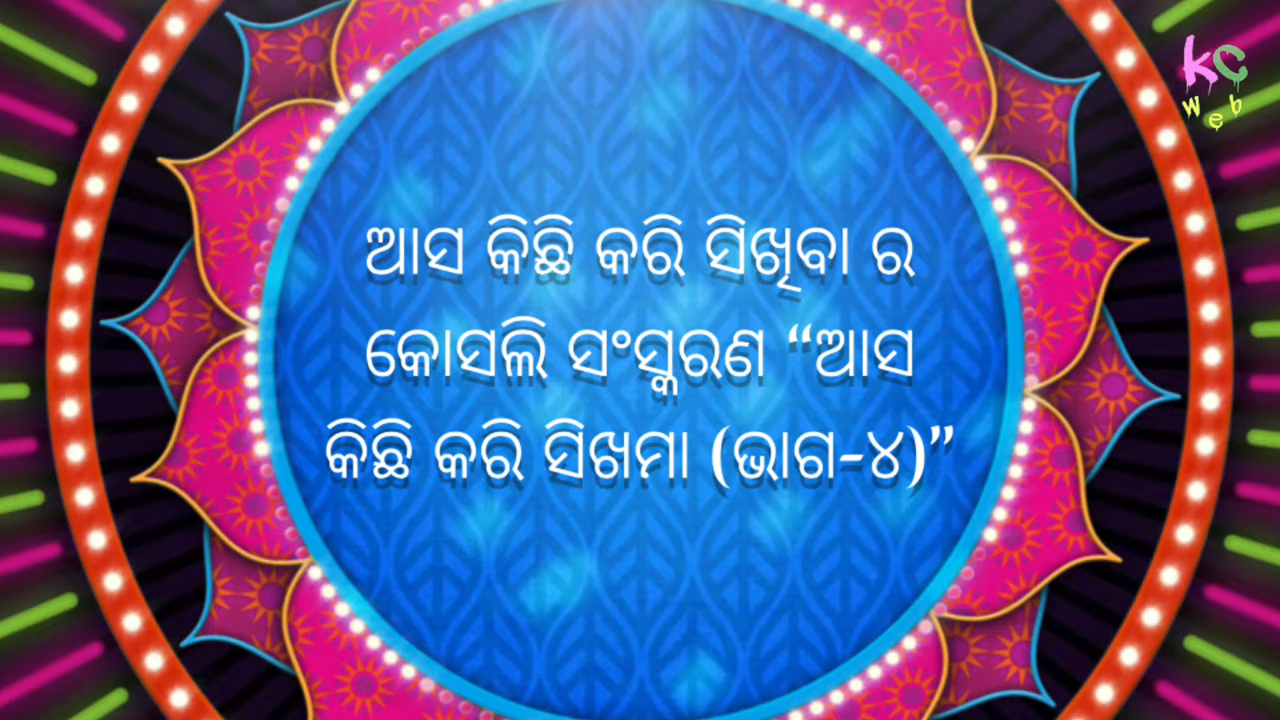 kc
web
ଆସ କିଛି କରି ସିଖିବା ର
କୋସଲି ସଂସ୍କରଣ “ଆସ
କିଛି କରି ସିଖମା (ଭାଗ-୪)”